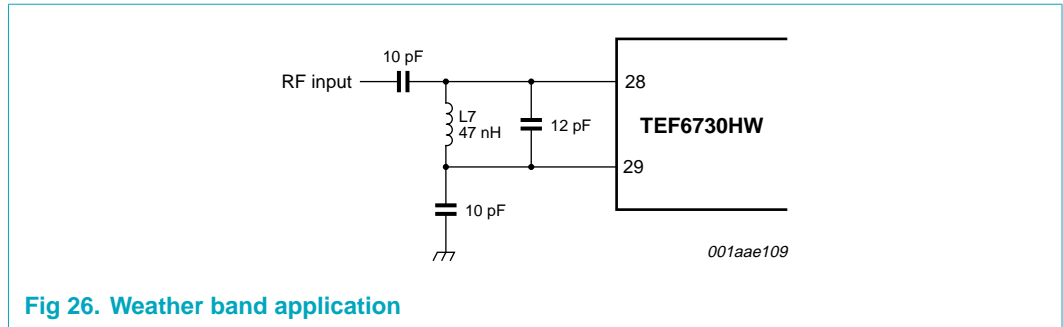 10 pF
RF input
28
L7
47 nH
12 pF
TEF6730HW
29
10 pF
001aae109
Fig 26. Weather band application